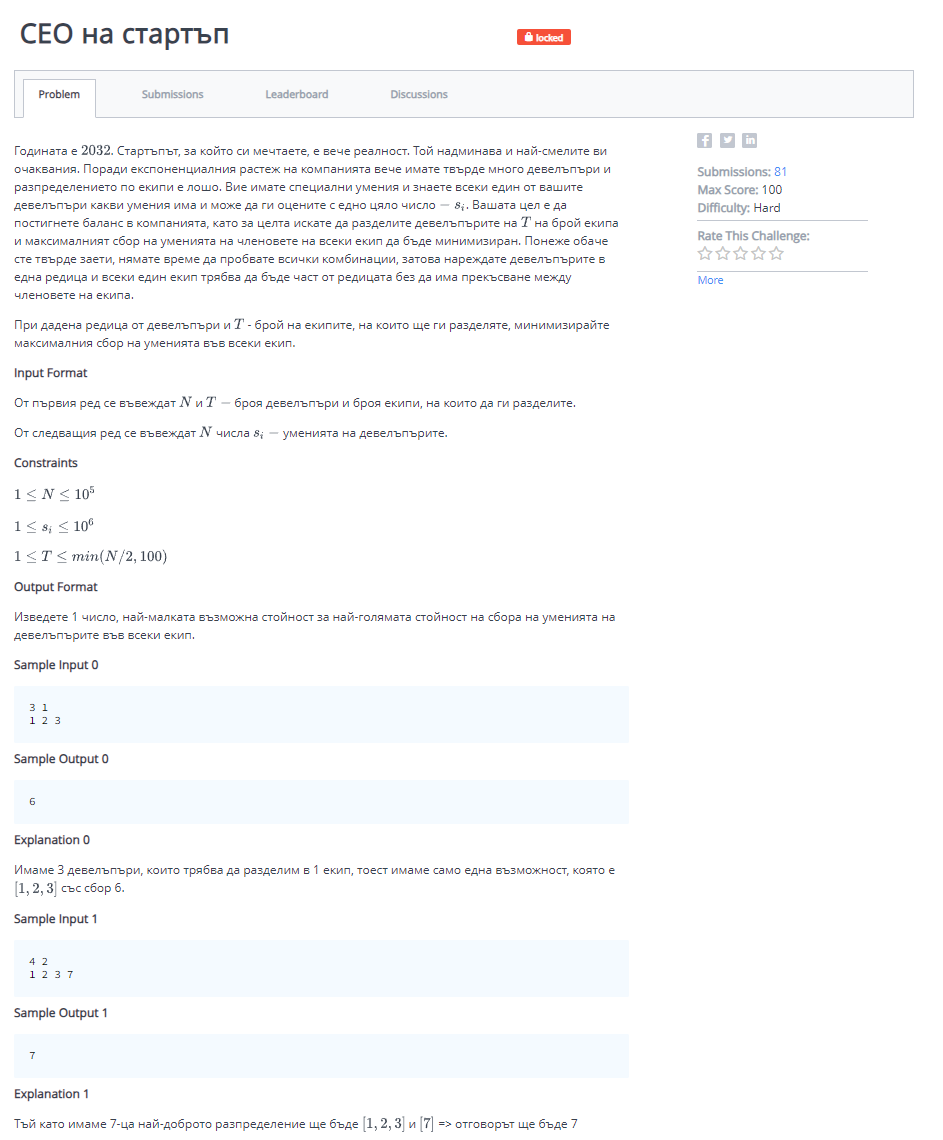 CEO на стартъп
locked
Problem
Submissions
Leaderboard
Discussions
Годината е 2032. Стартъпът, за който си мечтаете, е вече реалност. Той надминава и най-смелите ви
очаквания. Поради експоненциалния растеж на компанията вече имате твърде много девелъпъри и
разпределението по екипи е лошо. Вие имате специални умения и знаете всеки един от вашите
девелъпъри какви умения има и може да ги оцените с едно цяло число − sᵢ. Вашата цел е да
постигнете баланс в компанията, като за целта искате да разделите девелъпърите на T на брой екипа
и максималният сбор на уменията на членовете на всеки екип да бъде минимизиран. Понеже обаче
сте твърде заети, нямате време да пробвате всички комбинации, затова нареждате девелъпърите в
една редица и всеки един екип трябва да бъде част от редицата без да има прекъсване между
членовете на екипа.
При дадена редица от девелъпъри и T - брой на екипите, на които ще ги разделяте, минимизирайте
максималния сбор на уменията във всеки екип.
Input Format
От първия ред се въвеждат N и T − броя девелъпъри и броя екипи, на които да ги разделите.
От следващия ред се въвеждат N числа sᵢ − уменията на девелъпърите.
Constraints
1 ≤ N ≤ 10⁵
1 ≤ sᵢ ≤ 10⁶
1 ≤ T ≤ min(N/2, 100)
Output Format
Изведете 1 число, най-малката възможна стойност за най-голямата стойност на сбора на уменията на
девелъпърите във всеки екип.
Sample Input 0
3 1
1 2 3
Sample Output 0
6
Explanation 0
Имаме 3 девелъпъри, които трябва да разделим в 1 екип, тоест имаме само една възможност, която е
[1, 2, 3] със сбор 6.
Sample Input 1
4 2
1 2 3 7
Sample Output 1
7
Explanation 1
Тъй като имаме 7-ца най-доброто разпределение ще бъде [1, 2, 3] и [7] => отговорът ще бъде 7
Submissions: 81
Max Score: 100
Difficulty: Hard
Rate This Challenge:
More